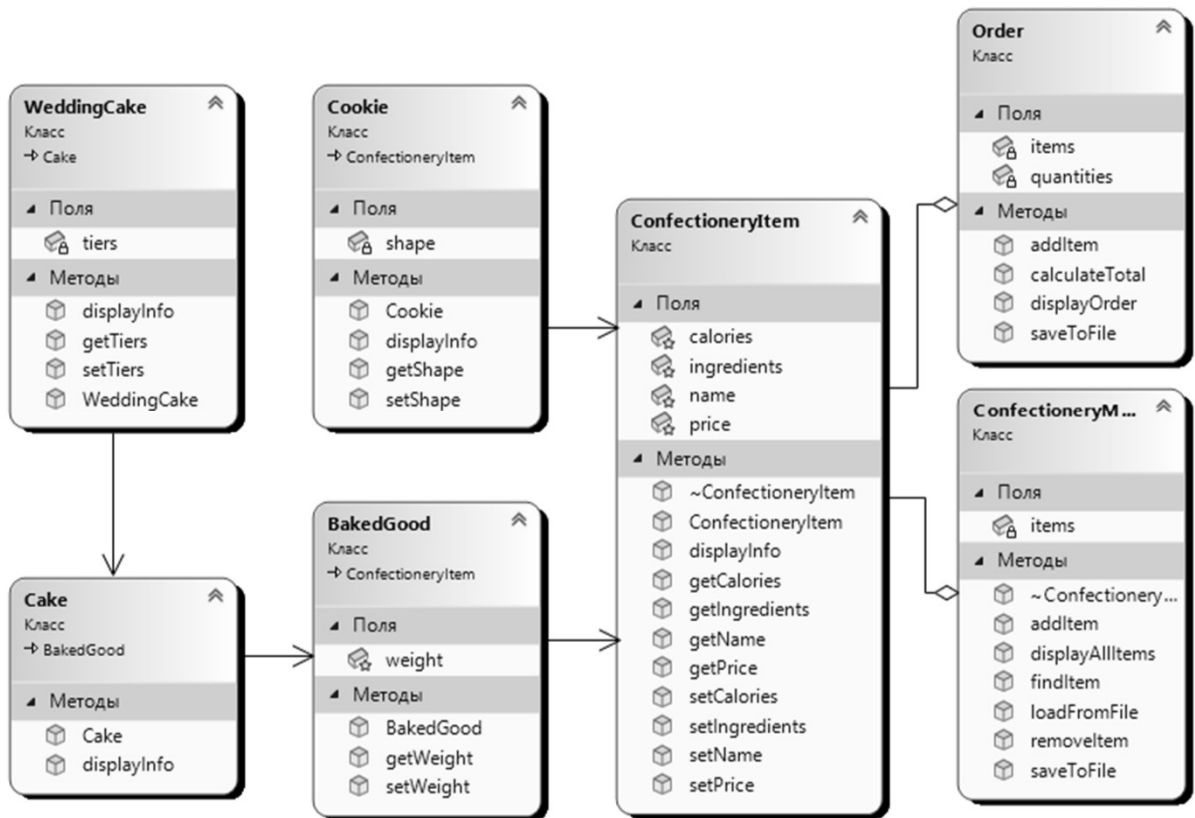 WeddingCake
Класс
Cake
Поля
tiers
Методы
displayInfo
getTiers
setTiers
WeddingCake
Cookie
Класс
ConfectioneryItem
Поля
shape
Методы
Cookie
displayInfo
getShape
setShape
Cake
Класс
BakedGood
Методы
Cake
displayInfo
BakedGood
Класс
ConfectioneryItem
Поля
weight
Методы
BakedGood
getWeight
setWeight
ConfectioneryItem
Класс
Поля
calories
ingredients
name
price
Методы
~ConfectioneryItem
ConfectioneryItem
displayInfo
getCalories
getIngredients
getName
getPrice
setCalories
setIngredients
setName
setPrice
Order
Класс
Поля
items
quantities
Методы
addItem
calculateTotal
displayOrder
saveToFile
ConfectioneryM...
Класс
Поля
items
Методы
~Confectionery...
addItem
displayAllItems
findItem
loadFromFile
removeItem
saveToFile